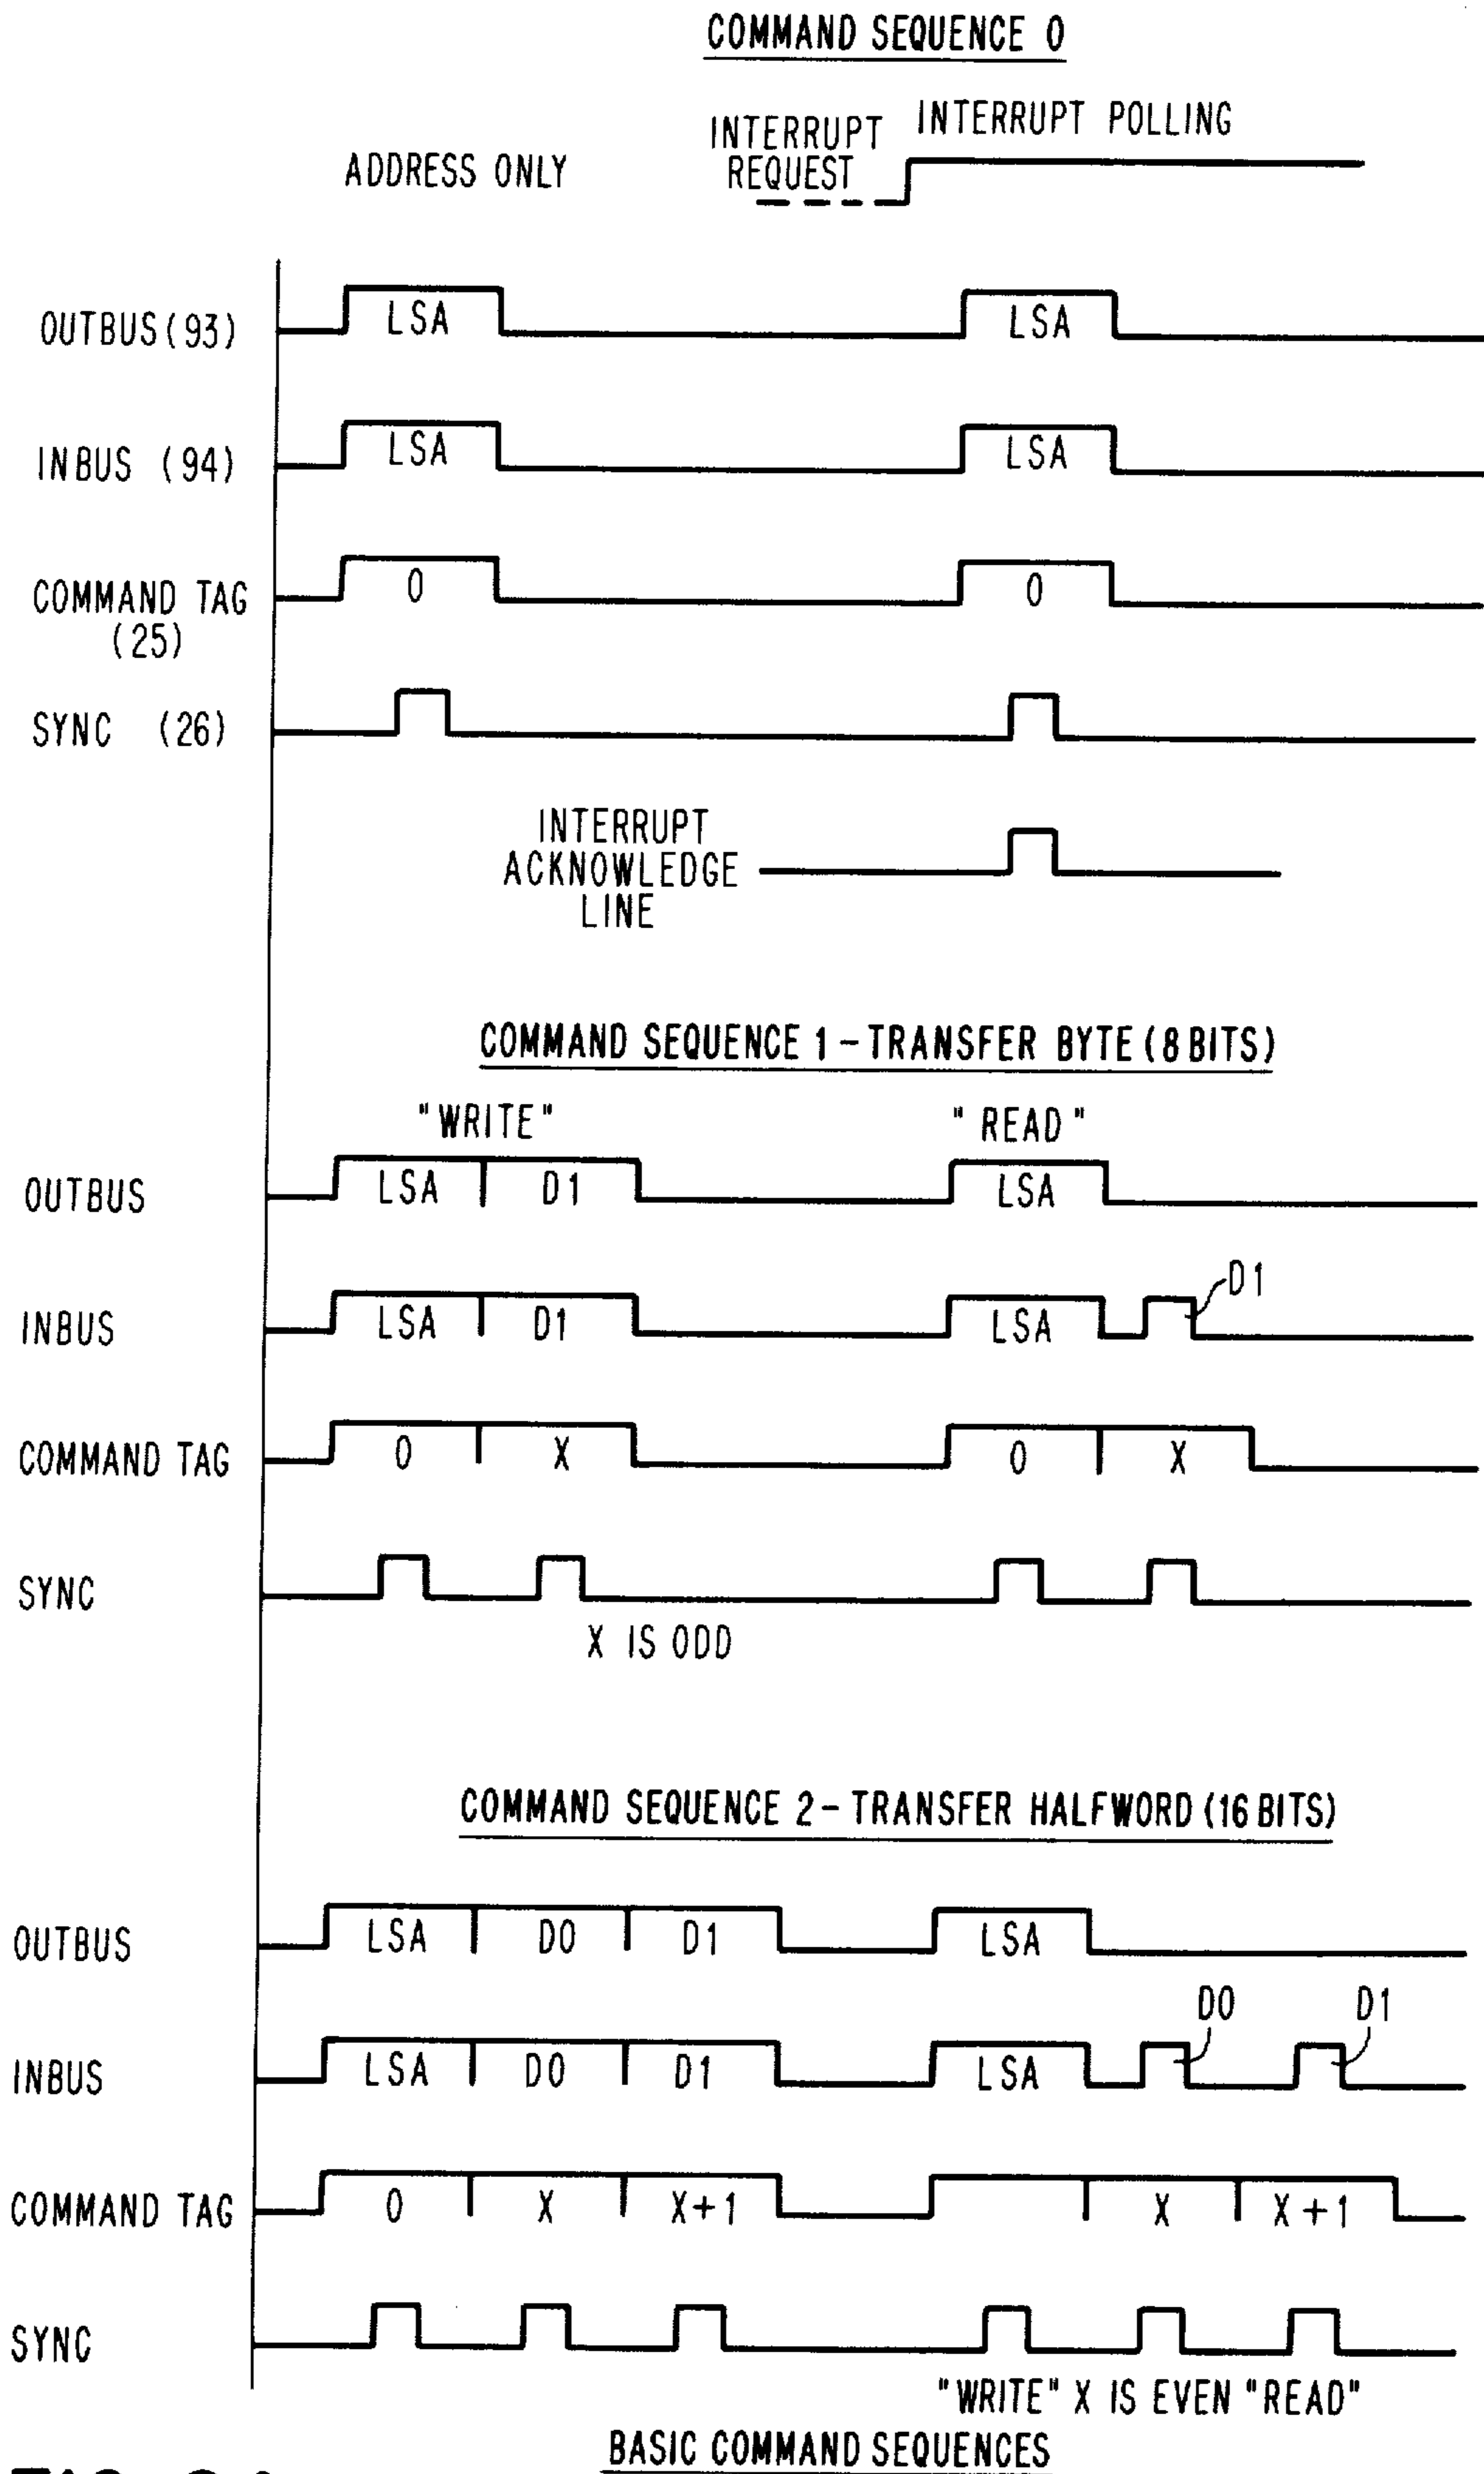 COMMAND SEQUENCE 0
INTERRUPT POLLING
INTERRUPT
REQUEST
ADDRESS ONLY
OUTBUS(93)
LSA
LSA
INBUS (94)
LSA
LSA
COMMAND TAG
(25)
0
0
SYNC (26)
INTERRUPT
ACKNOWLEDGE
LINE
COMMAND SEQUENCE 1 - TRANSFER BYTE (8 BITS)
"WRITE"
"READ"
OUTBUS
LSA
D1
LSA
INBUS
LSA
D1
LSA
D1
COMMAND TAG
0
X
0
X
SYNC
X IS ODD
COMMAND SEQUENCE 2 - TRANSFER HALFWORD (16 BITS)
OUTBUS
LSA
D0
D1
LSA
INBUS
LSA
D0
D1
LSA
D0
D1
COMMAND TAG
0
X
X+1
X
X+1
SYNC
"WRITE" X IS EVEN "READ"
BASIC COMMAND SEQUENCES